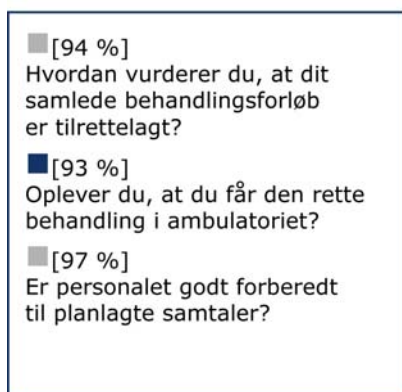 [94 %]
Hvordan vurderer du, at dit
samlede behandlingsforløb
er tilrettelagt?
[93 %]
Oplever du, at du får den rette
behandling i ambulatoriet?
[97 %]
Er personalet godt forberedt
til planlagte samtaler?